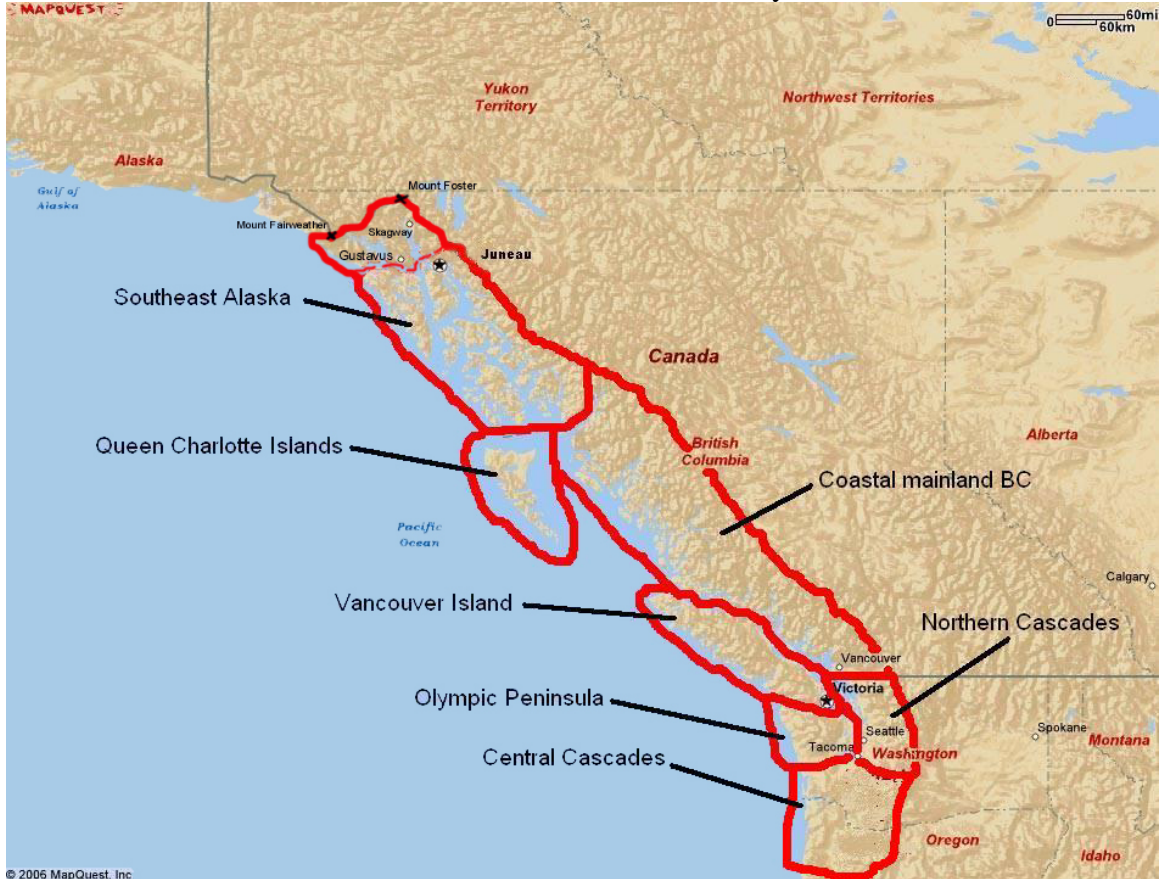 MAPQUEST
0 60mi
60km
Yukon
Territory
Northwest Territories
Alaska
Gulf of
Alaska
Mount Foster
Mount Fairweather
Skagway
Gustavus
Juneau
Southeast Alaska
Canada
Queen Charlotte Islands
British
Columbia
Alberta
Coastal mainland BC
Pacific
Ocean
Calgary
Vancouver Island
Northern Cascades
Vancouver
Victoria
Olympic Peninsula
Seattle
Spokane
Tacoma
Washington
Montana
Central Cascades
Oregon
Idaho
© 2006 MapQuest, Inc